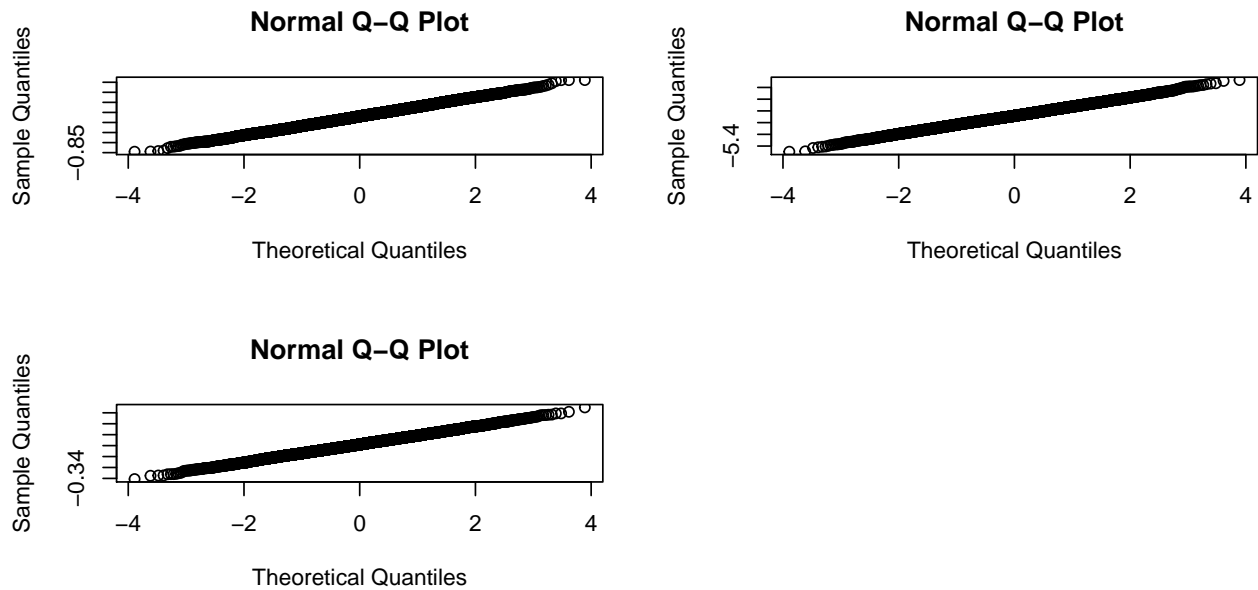 Normal Q−Q Plot
Sample Quantiles
−0.85
−4 −2 0 2 4
Theoretical Quantiles
Normal Q−Q Plot
Sample Quantiles
−5.4
−4 −2 0 2 4
Theoretical Quantiles
Normal Q−Q Plot
Sample Quantiles
−0.34
−4 −2 0 2 4
Theoretical Quantiles